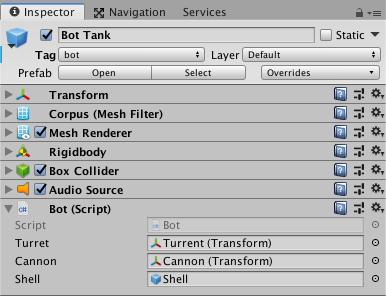 Inspector Navigation Services
Bot Tank Static
Tag bot Layer Default
Prefab Open Select Overrides
Transform
Corpus (Mesh Filter)
Mesh Renderer
Rigidbody
Box Collider
Audio Source
Bot (Script)
Script Bot
Turret Turrent (Transform)
Cannon Cannon (Transform)
Shell Shell